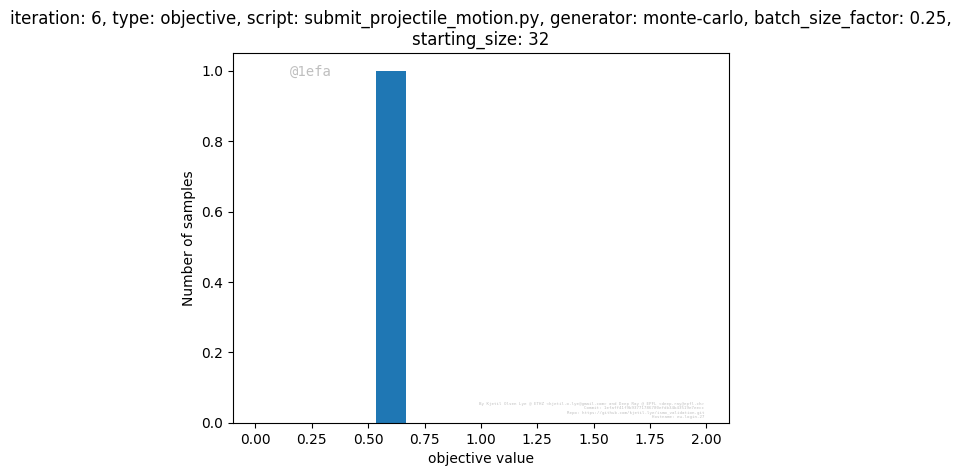 iteration: 6, type: objective, script: submit_projectile_motion.py, generator: monte-carlo, batch_size_factor: 0.25,
starting_size: 32
@1efa
1.0
0.8
0.6
0.4
0.2
0.0
Number of samples
0.00 0.25 0.50 0.75 1.00 1.25 1.50 1.75 2.00
objective value